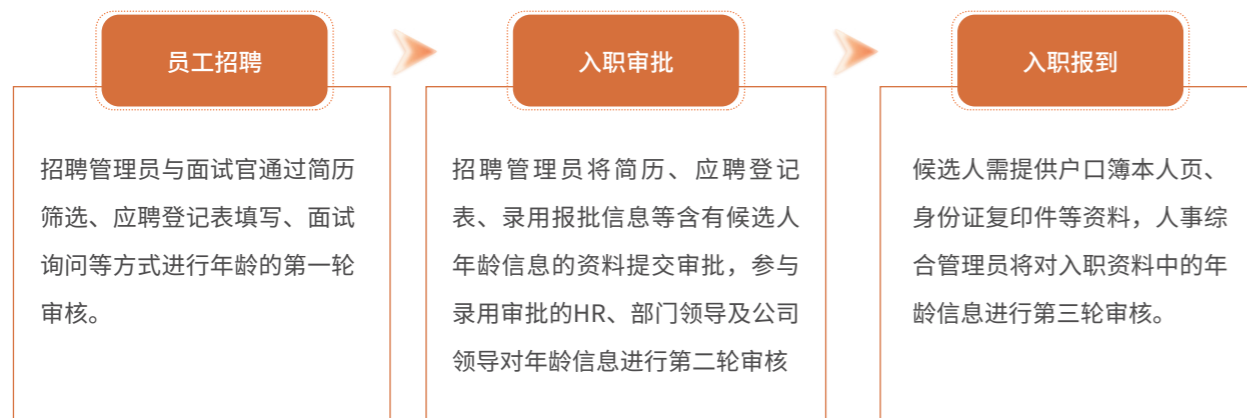 员工招聘
招聘管理员与面试官通过简历
筛选、应聘登记表填写、面试
询问等方式进行年龄的第一轮
审核。
入职审批
招聘管理员将简历、应聘登记
表、录用报批信息等含有候选人
年龄信息的资料提交审批，参与
录用审批的HR、部门领导及公司
领导对年龄信息进行第二轮审核
入职报到
候选人需提供户口簿本人页、
身份证复印件等资料，人事综
合管理员将对入职资料中的年
龄信息进行第三轮审核。